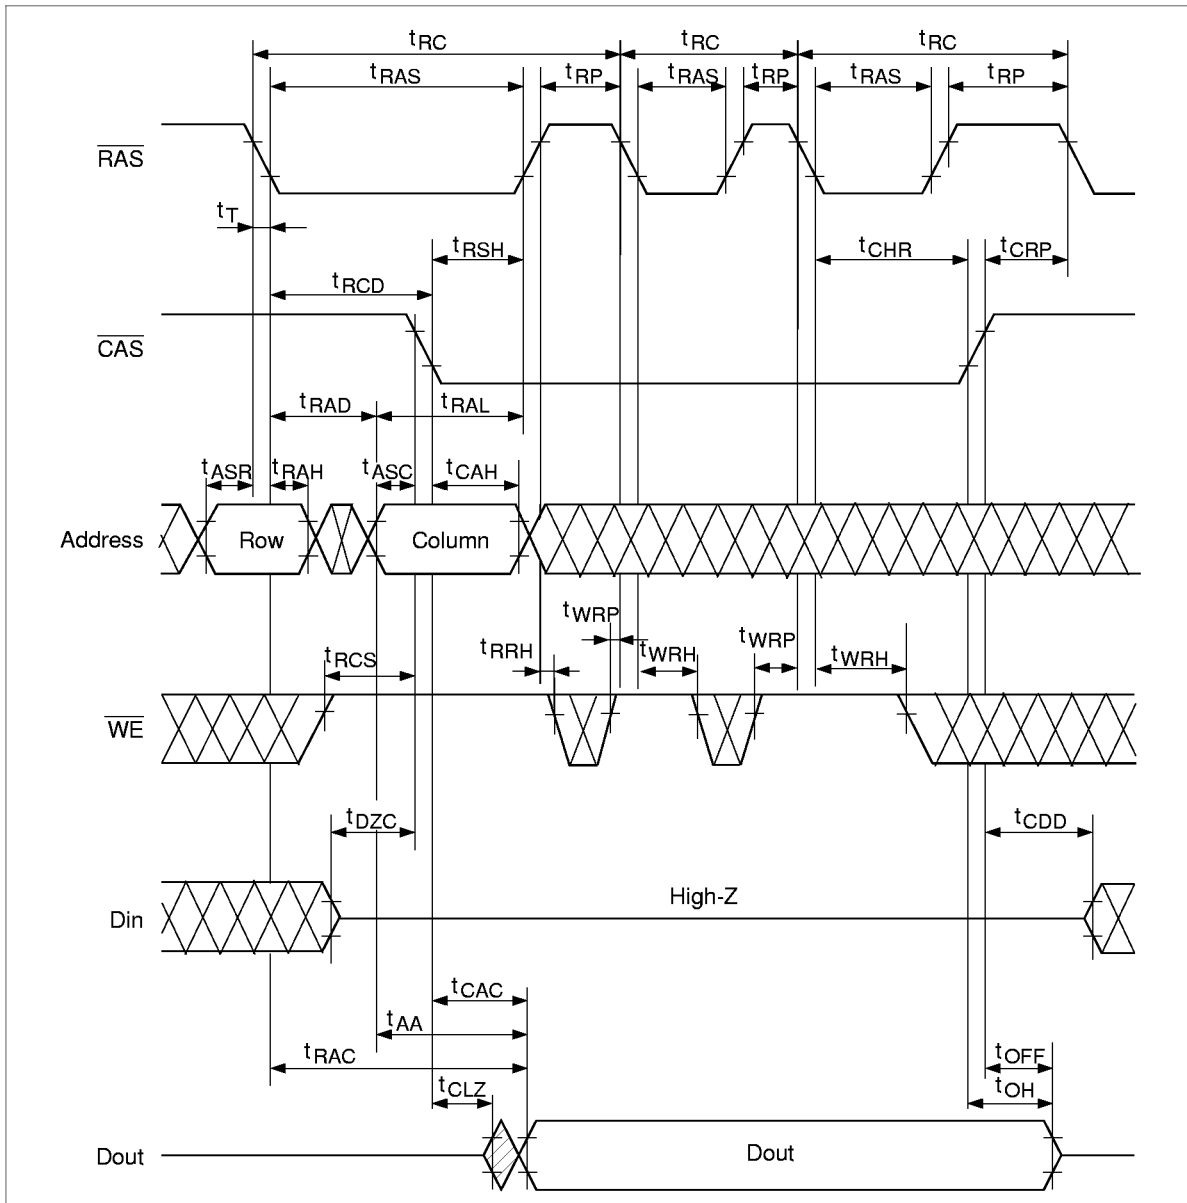 tRC tRC tRC
tRAS tRP tRAS tRP tRAS tRP
RAS
tT
tRSH tCHR tCRP
tRCD
CAS
tRAD tRAL
tASR tRAH tASC tCAH
Address Row Column
tWRP
tRRH tWRH tWRP tWRH
tRCS
WE
tDZC tCDD
High-Z
Din
tCAC
tAA
tRAC tOFF
tCLZ tOH
Dout Dout